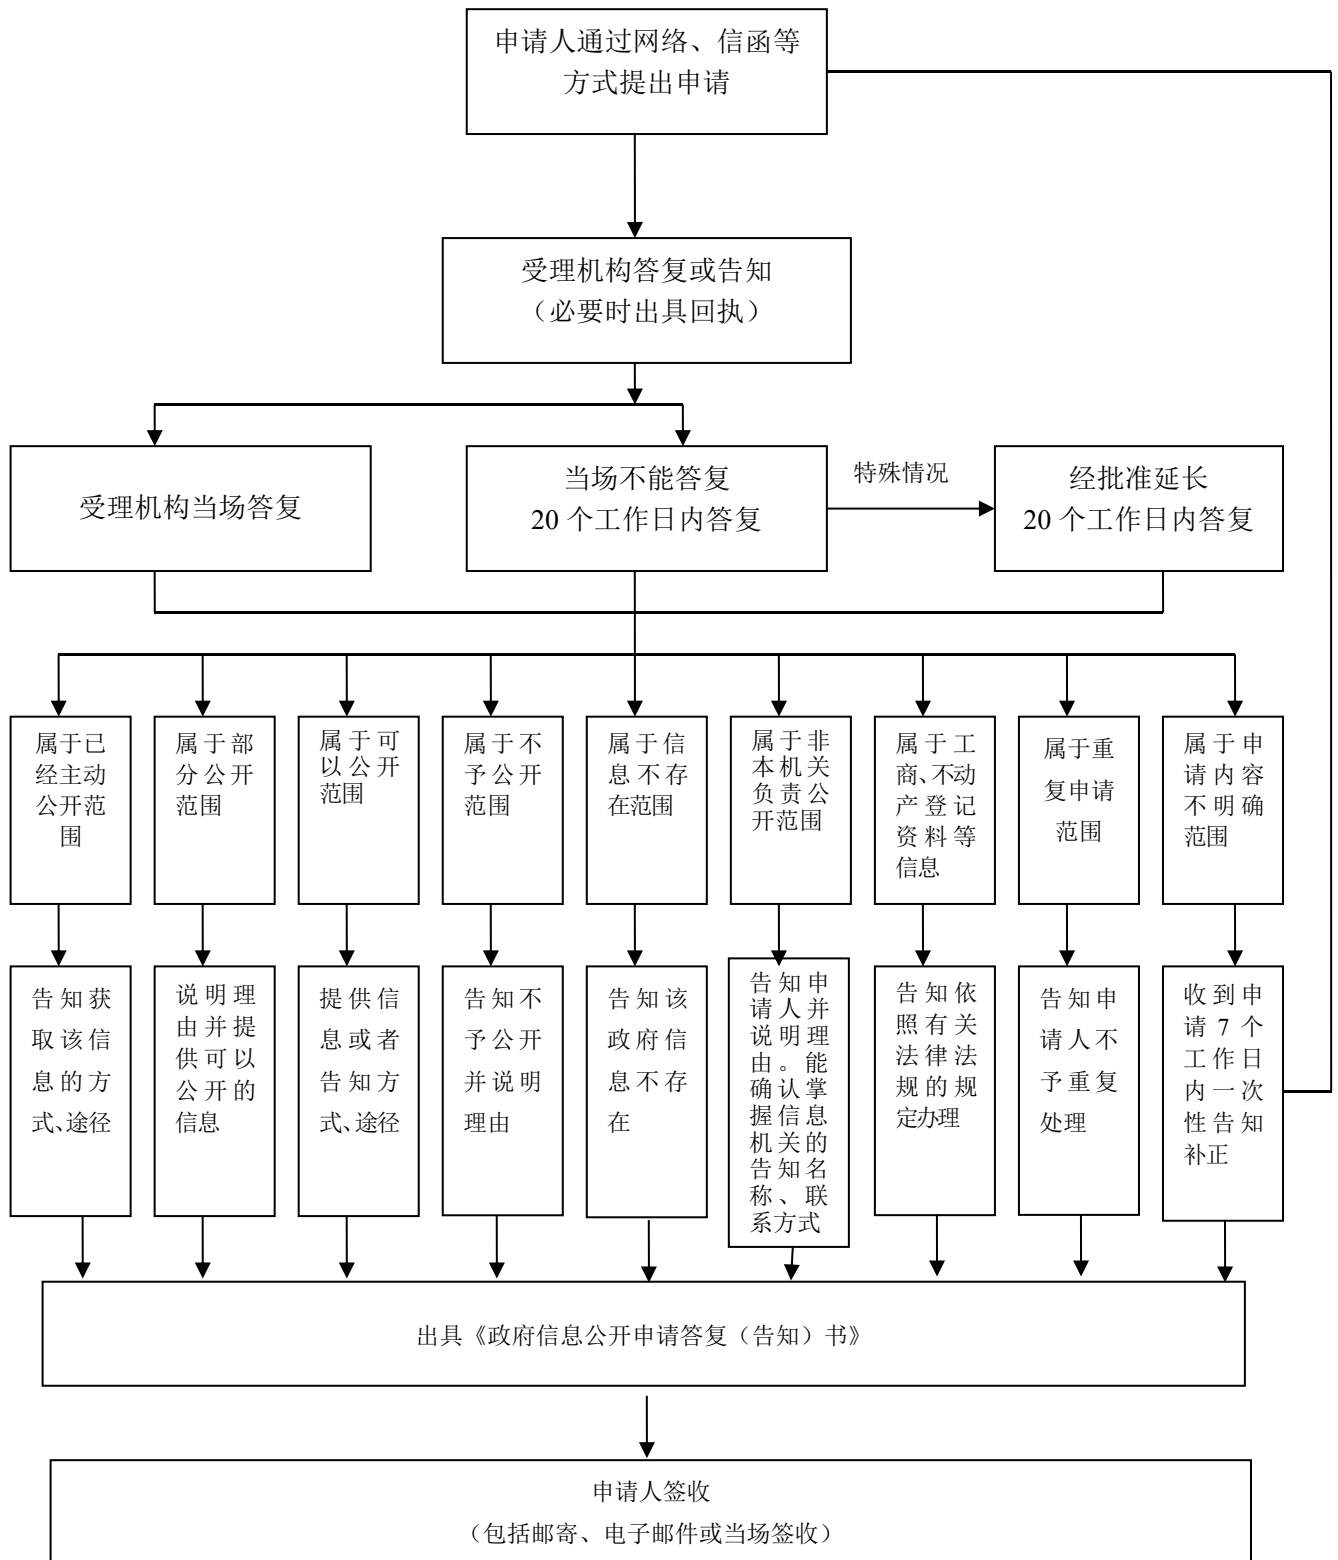 申请人通过网络、信函等
方式提出申请
受理机构答复或告知
（必要时出具回执）
受理机构当场答复
当场不能答复
20 个工作日内答复
特殊情况
经批准延长
20 个工作日内答复
属于已
经主动
公开范
围
属于部
分公开
范围
属于可
以公开
范围
属于不
予公开
范围
属于信
息不存
在范围
属于非
本机关
负责公
开范围
属于工
商、不动
产登记
资料等
信息
属于重
复申请
范围
属于申
请内容
不明确
范围
告知获
取该信
息的方
式、途径
说明理
由并提
供可以
公开的
信息
提供信
息或者
告知方
式、途径
告知不
予公开
并说明
理由
告知该
政府信
息不存
在
告知申
请人并
说明理
由。能
确认掌
握信息
机关的
告知名
称、联
系方式
告知依
照有关
法律法
规的规
定办理
告知申
请人不
予重复
处理
收到申
请 7 个
工作日
内一次
性告知
补正
出具《政府信息公开申请答复（告知）书》
申请人签收
（包括邮寄、电子邮件或当场签收）